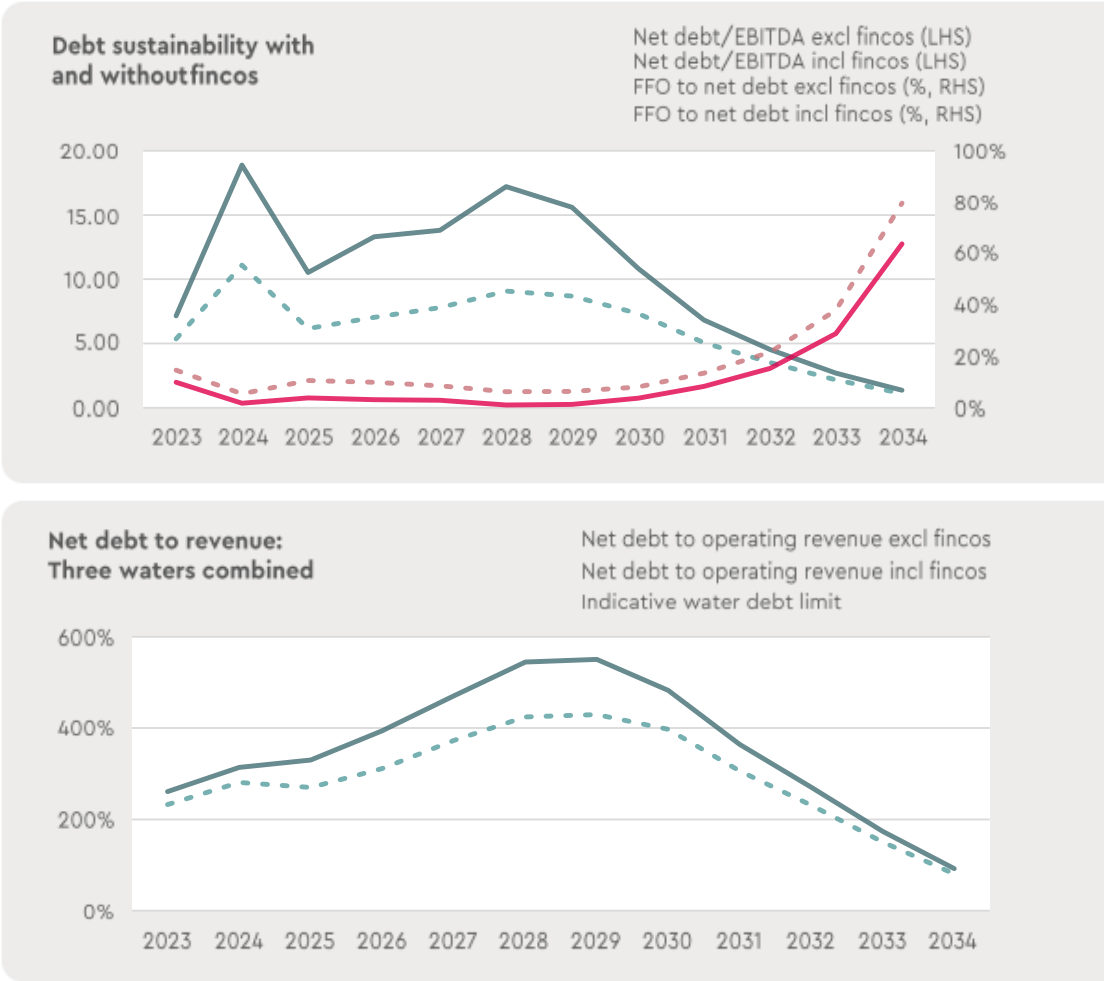 Debt sustainability with
and without fincos
Net debt/EBITDA excl fincos (LHS)
Net debt/EBITDA incl fincos (LHS)
FFO to net debt excl fincos (%, RHS)
FFO to net debt incl fincos (%, RHS)
20.00
15.00
10.00
5.00
0.00
100%
80%
60%
40%
20%
0%
2023 2024 2025 2026 2027 2028 2029 2030 2031 2032 2033 2034
Net debt to revenue:
Three waters combined
Net debt to operating revenue excl fincos
Net debt to operating revenue incl fincos
Indicative water debt limit
600%
400%
200%
0%
2023 2024 2025 2026 2027 2028 2029 2030 2031 2032 2033 2034